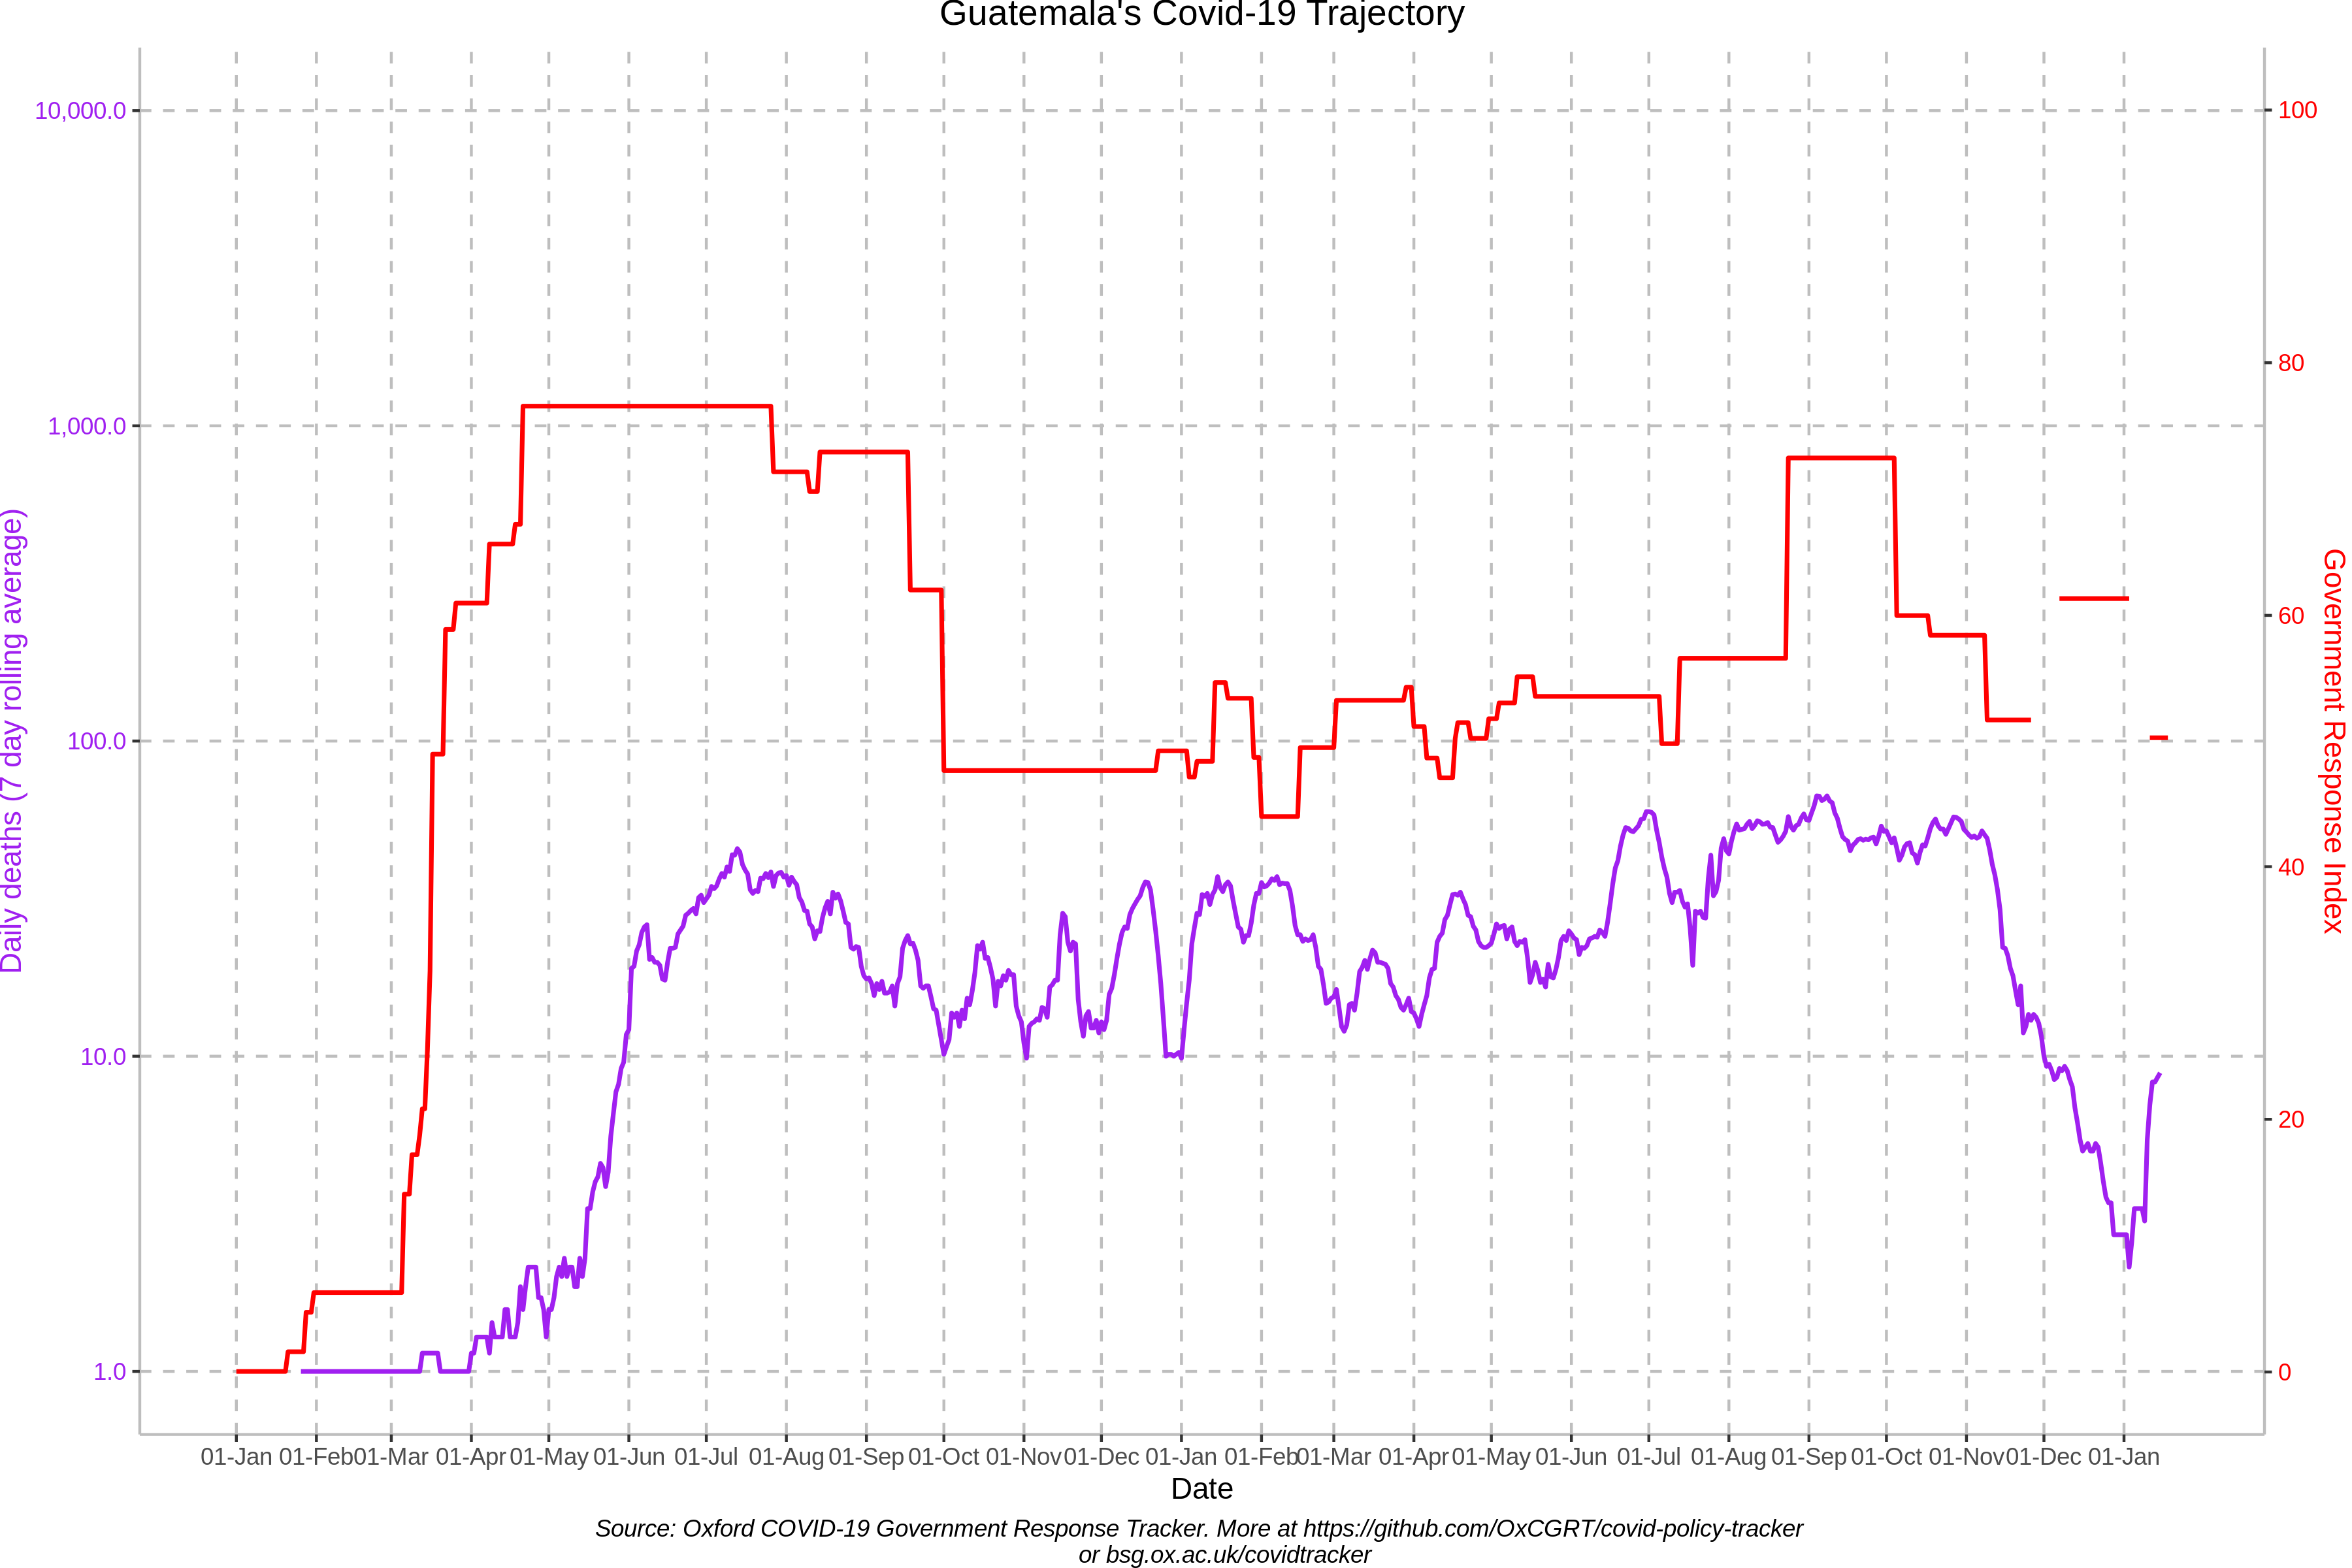 Guatemala's Covid-19 Trajectory
10,000.0
1,000.0
100.0
10.0
1.0
Daily deaths (7 day rolling average)
100
80
60
40
20
0
Government Response Index
01-Jan 01-Feb 01-Mar 01-Apr 01-May 01-Jun 01-Jul 01-Aug 01-Sep 01-Oct 01-Nov 01-Dec 01-Jan 01-Feb 01-Mar 01-Apr 01-May 01-Jun 01-Jul 01-Aug 01-Sep 01-Oct 01-Nov 01-Dec 01-Jan
Date
Source: Oxford COVID-19 Government Response Tracker. More at https://github.com/OxCGRT/covid-policy-tracker
or bsg.ox.ac.uk/covidtracker